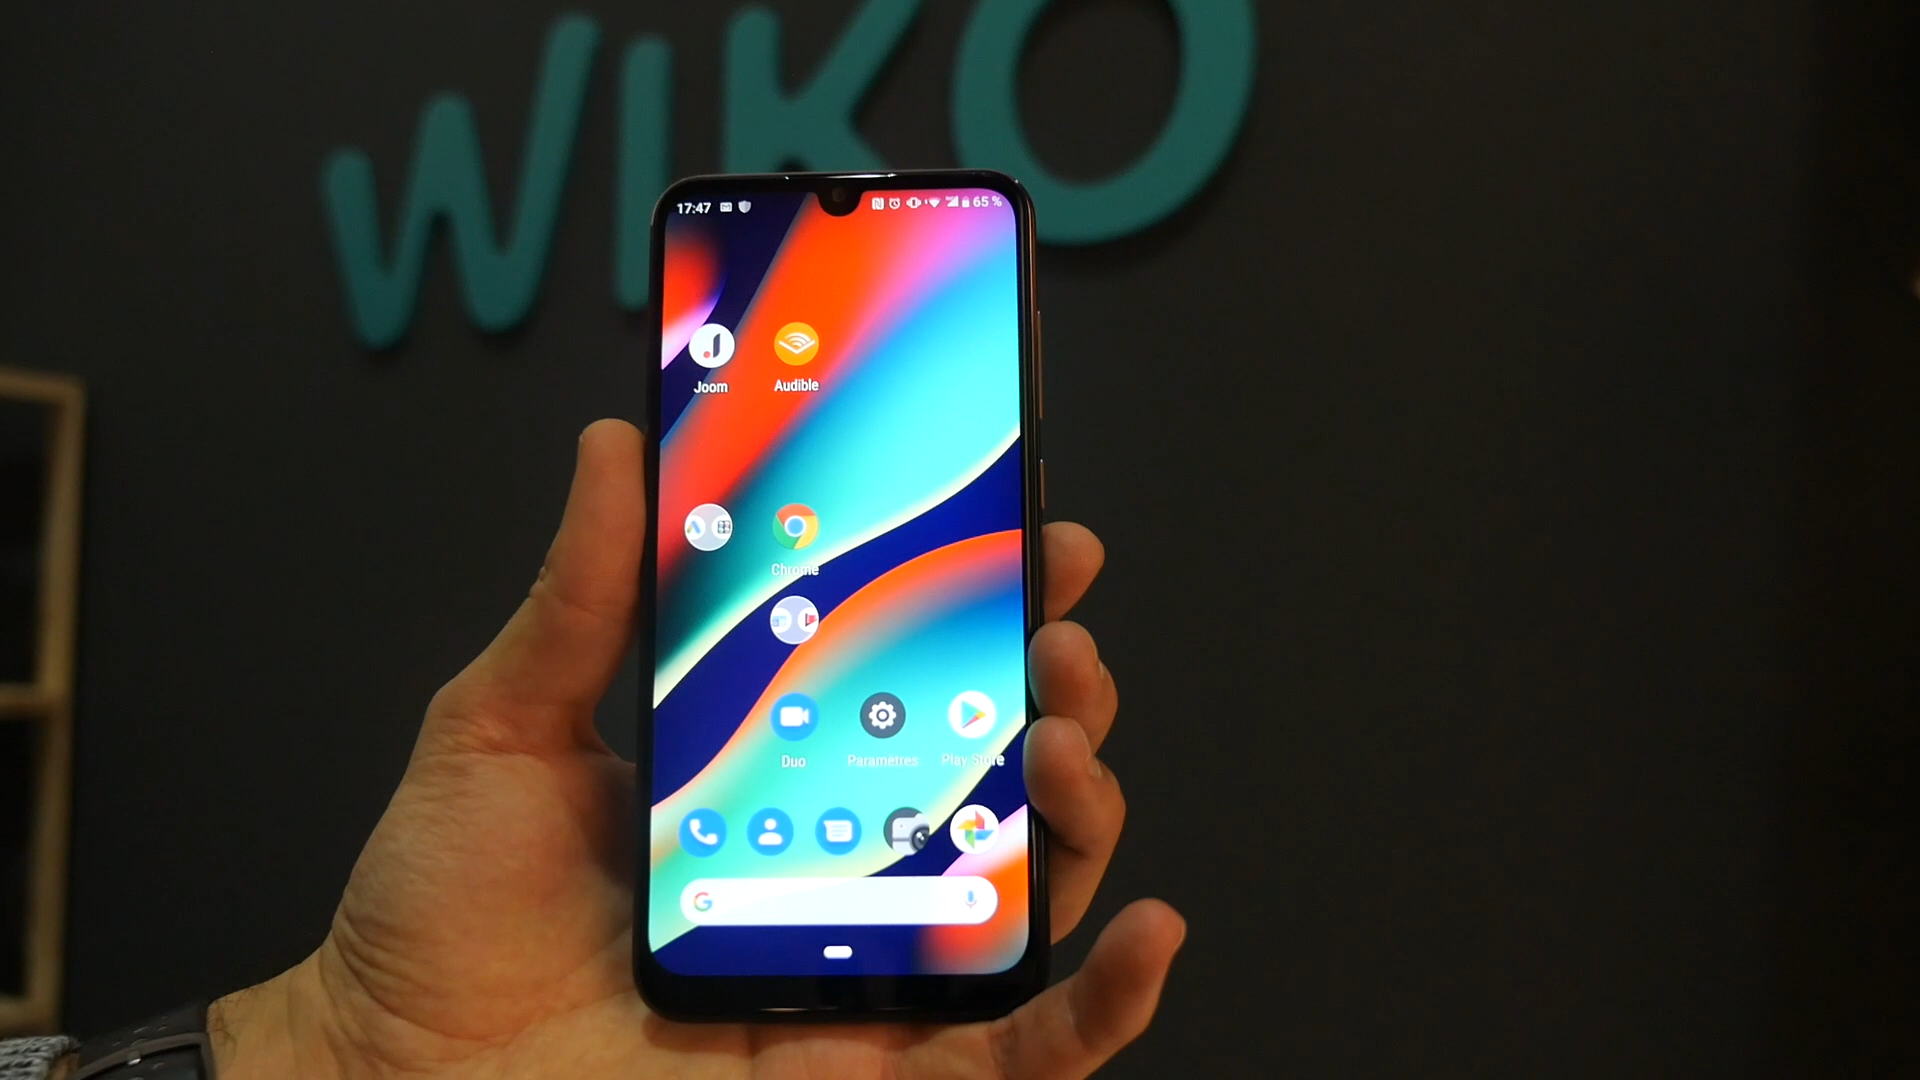 WIKO
17:47
65 %
Joom
Audible
Chrome
Duo
Paramètres
Play Store